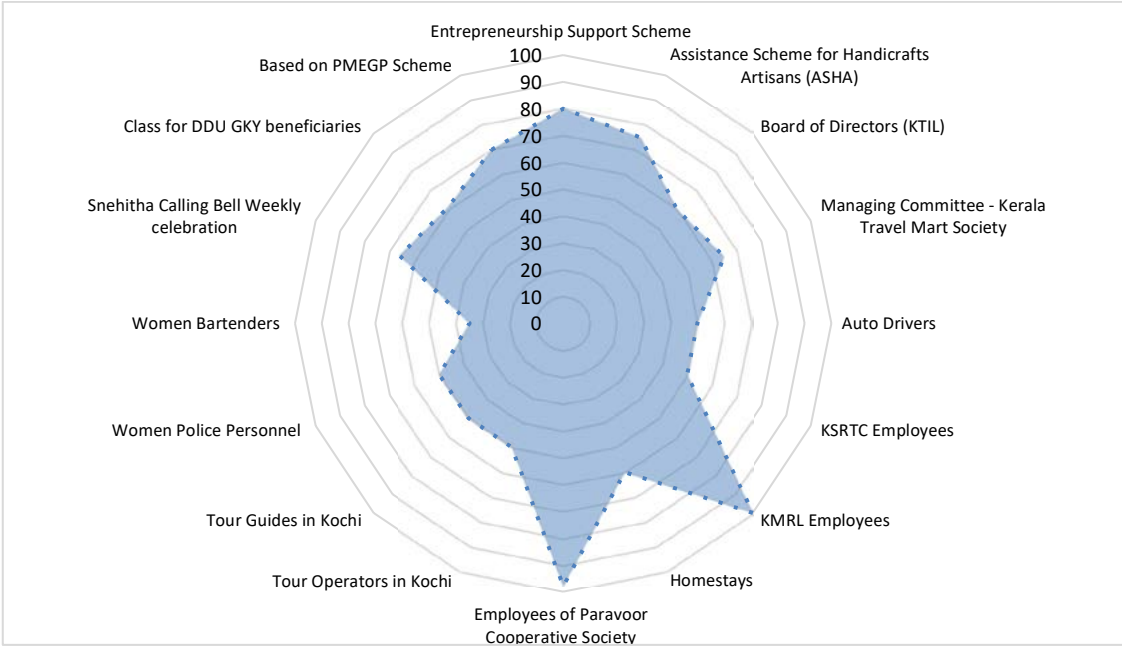 Entrepreneurship Support Scheme
Assistance Scheme for Handicrafts
Artisans (ASHA)
Board of Directors (KTIL)
Managing Committee - Kerala
Travel Mart Society
Auto Drivers
KSRTC Employees
KMRL Employees
Homestays
Employees of Paravoor
Cooperative Society
Tour Operators in Kochi
Tour Guides in Kochi
Women Police Personnel
Women Bartenders
Snehitha Calling Bell Weekly
celebration
Class for DDU GKY beneficiaries
Based on PMEGP Scheme
100
90
80
70
60
50
40
30
20
10
0